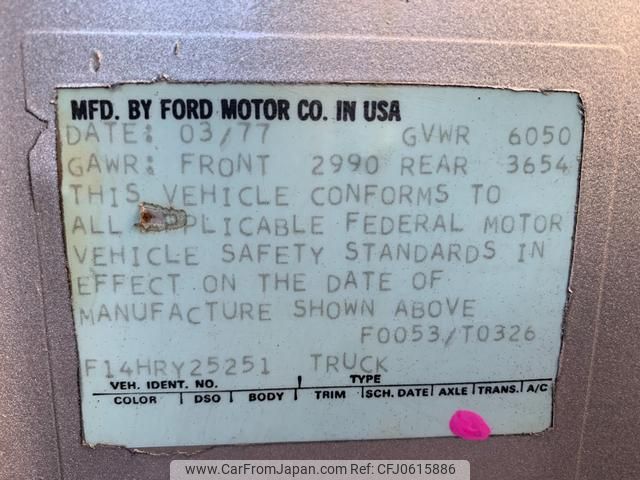 MFD. BY FORD MOTOR CO. IN USA
DATE: 03/77 GVWR 6050
GAWR: FRONT 2990 REAR 3654
THIS VEHICLE CONFORMS TO
ALL PLICABLE FEDERAL MOTOR
VEHICLE SAFETY STANDARDS IN
EFFECT ON THE DATE OF
MANUFACTURE SHOWN ABOVE
F0053/T0326
F14HRY25251 TRUCK
VEH. IDENT. NO. TYPE
COLOR DSO BODY TRIM SCH. DATE AXLE TRANS. A/C
www.CarFromJapan.com (C)REJ0615886